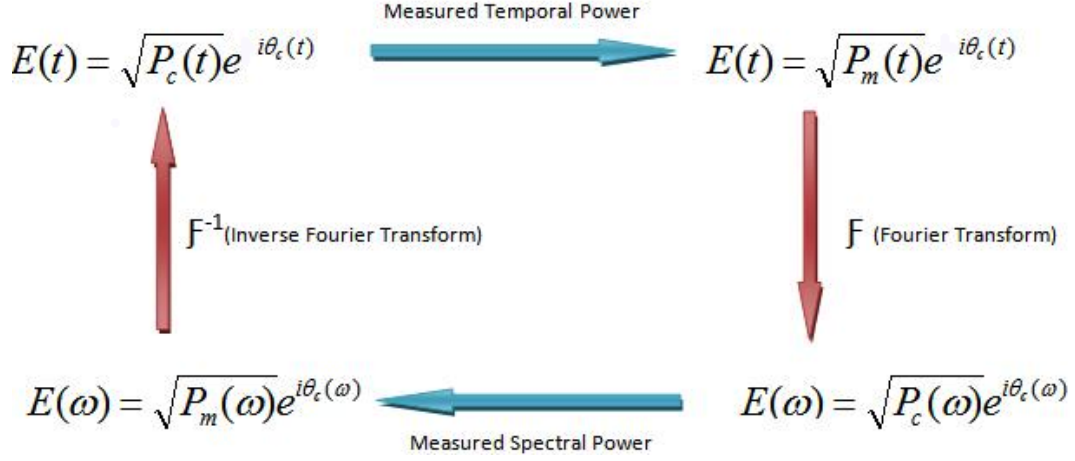 Measured Temporal Power
E(t) = √P_c(t) e^{iθ_c(t)}
E(t) = √P_m(t) e^{iθ_c(t)}
Ƒ⁻¹(Inverse Fourier Transform)
Ƒ (Fourier Transform)
E(ω) = √P_m(ω) e^{iθ_c(ω)}
E(ω) = √P_c(ω) e^{iθ_c(ω)}
Measured Spectral Power